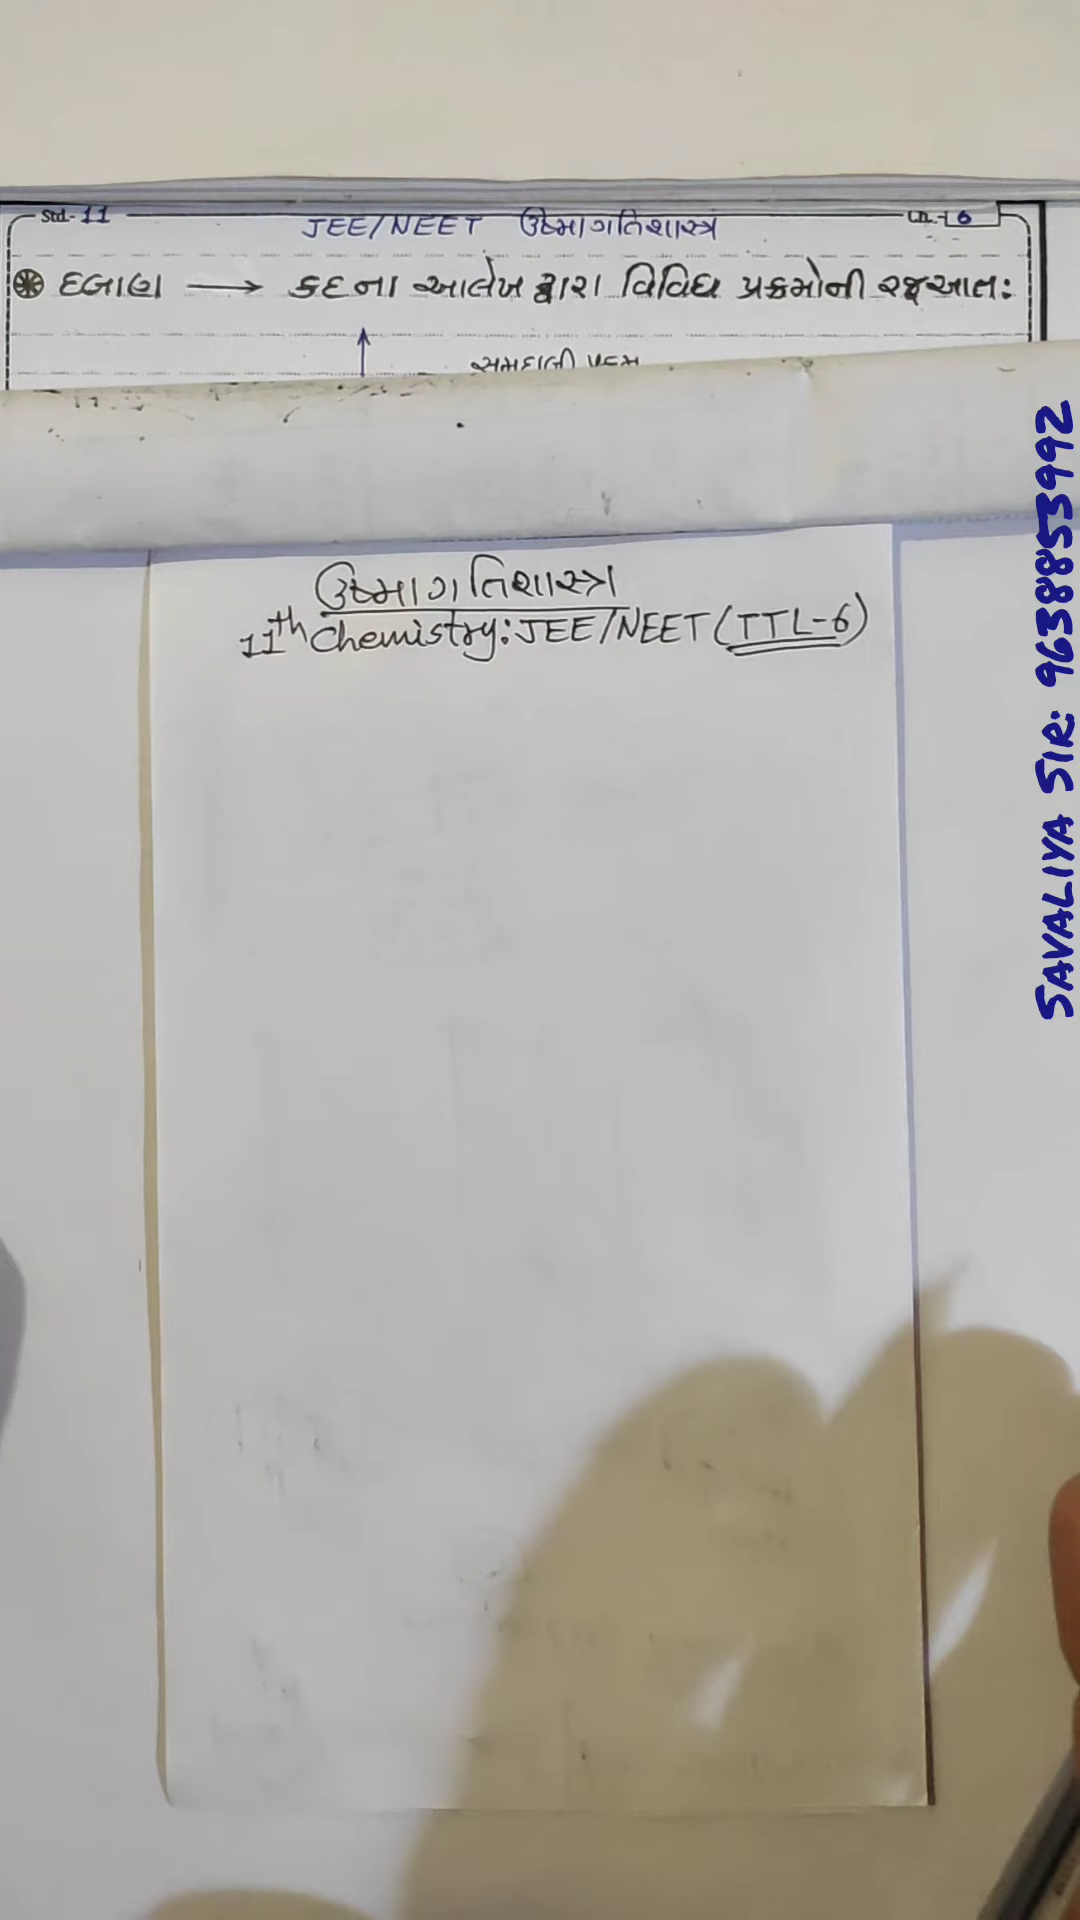 Std.- 11
JEE/NEET ઉષ્માગતિશાસ્ત્ર
6
દબાણ → કદના આલેખ દ્વારા વિવિધ પ્રક્રમોની રજૂઆત:
સમદાબી
ઉષ્માગતિશાસ્ત્ર
11th Chemistry: JEE/NEET (TTL-6)
SAVALIYA SIR: 9638853992